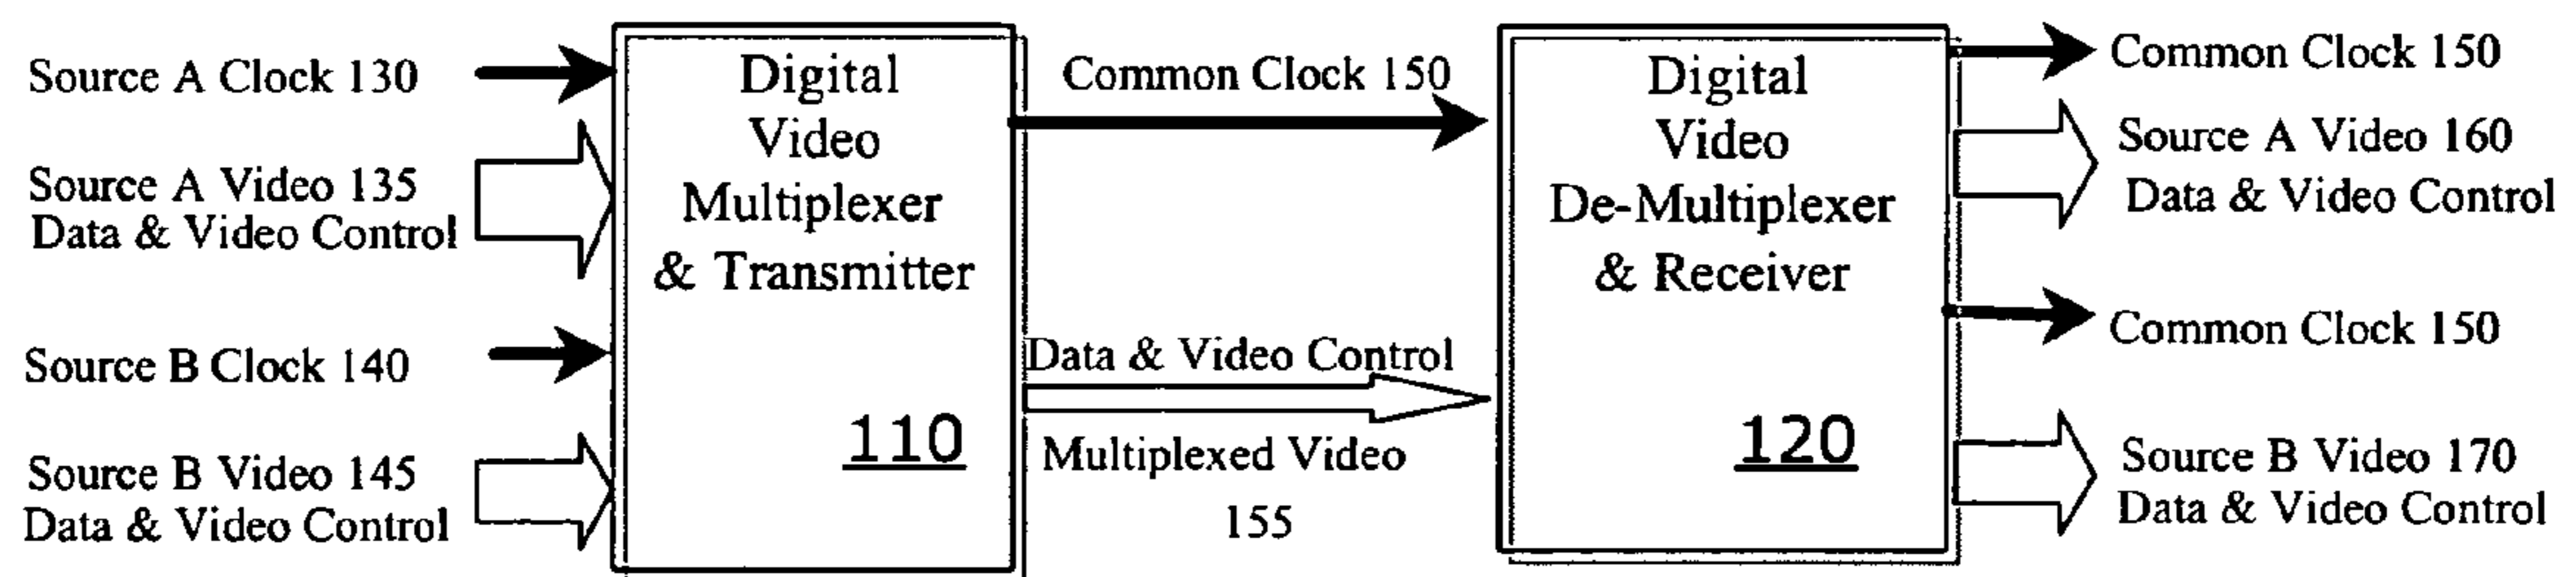 Source A Clock 130
Source A Video 135
Data & Video Control
Source B Clock 140
Source B Video 145
Data & Video Control
Digital
Video
Multiplexer
& Transmitter
110
Common Clock 150
Data & Video Control
Multiplexed Video
155
Digital
Video
De-Multiplexer
& Receiver
120
Common Clock 150
Source A Video 160
Data & Video Control
Common Clock 150
Source B Video 170
Data & Video Control